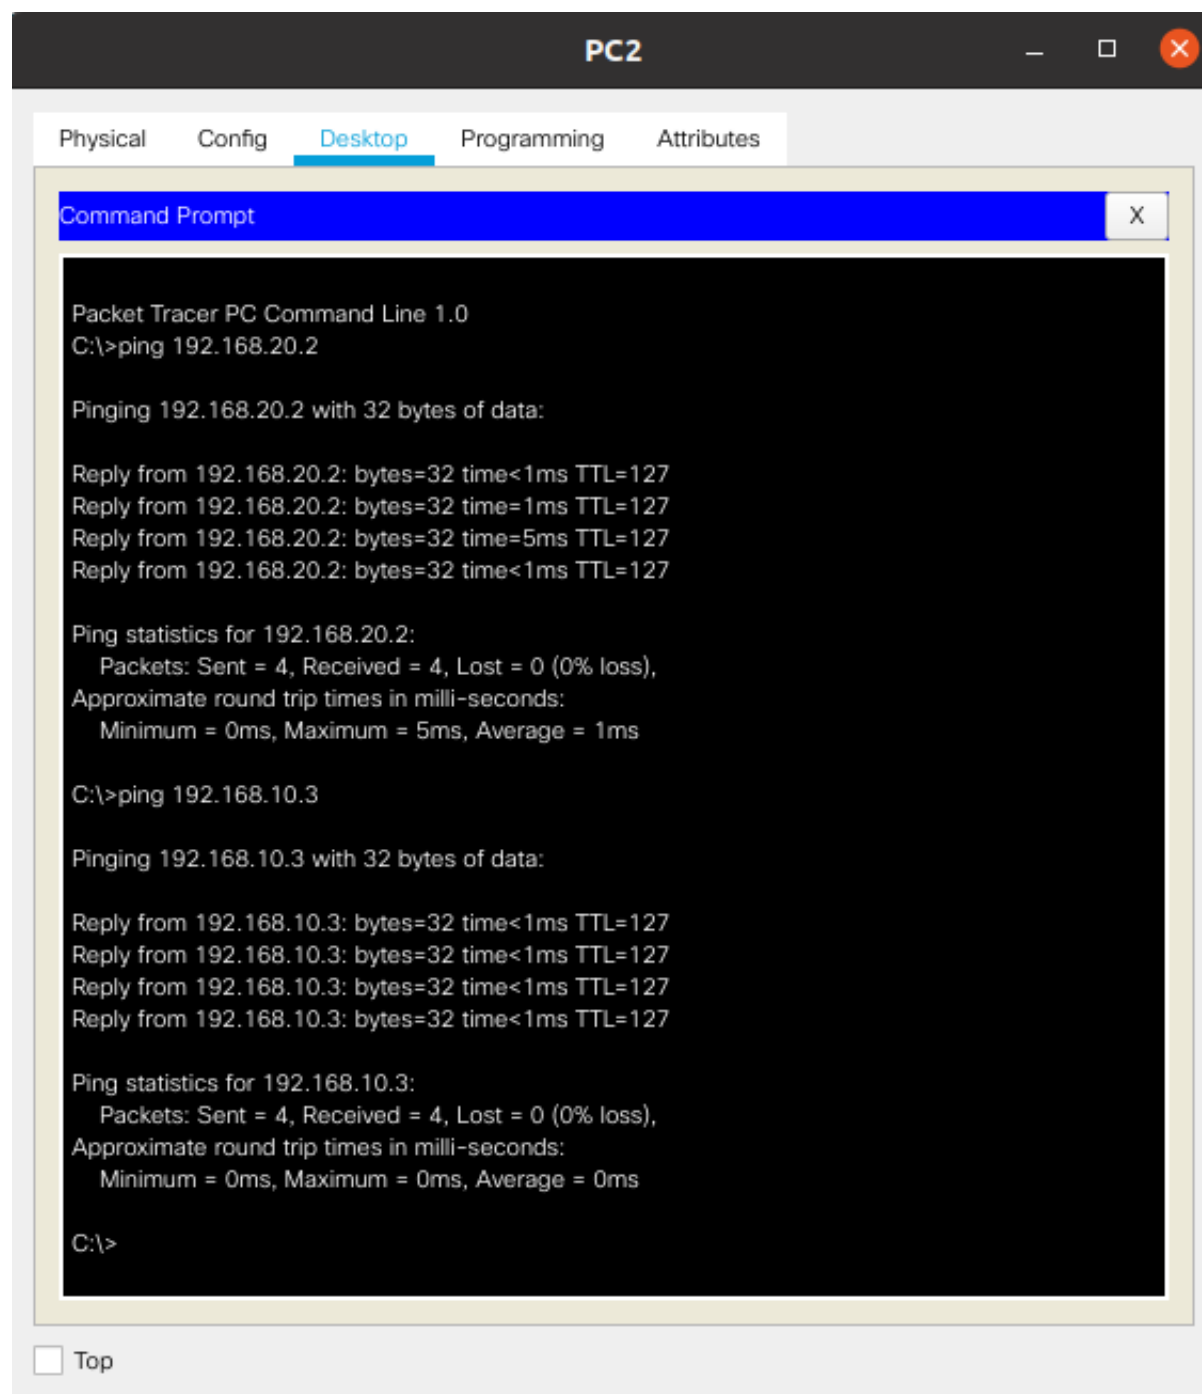 PC2
Physical Config Desktop Programming Attributes
Command Prompt X
Packet Tracer PC Command Line 1.0
C:\>ping 192.168.20.2
Pinging 192.168.20.2 with 32 bytes of data:
Reply from 192.168.20.2: bytes=32 time<1ms TTL=127
Reply from 192.168.20.2: bytes=32 time=1ms TTL=127
Reply from 192.168.20.2: bytes=32 time=5ms TTL=127
Reply from 192.168.20.2: bytes=32 time<1ms TTL=127
Ping statistics for 192.168.20.2:
Packets: Sent = 4, Received = 4, Lost = 0 (0% loss),
Approximate round trip times in milli-seconds:
Minimum = 0ms, Maximum = 5ms, Average = 1ms
C:\>ping 192.168.10.3
Pinging 192.168.10.3 with 32 bytes of data:
Reply from 192.168.10.3: bytes=32 time<1ms TTL=127
Reply from 192.168.10.3: bytes=32 time<1ms TTL=127
Reply from 192.168.10.3: bytes=32 time<1ms TTL=127
Reply from 192.168.10.3: bytes=32 time<1ms TTL=127
Ping statistics for 192.168.10.3:
Packets: Sent = 4, Received = 4, Lost = 0 (0% loss),
Approximate round trip times in milli-seconds:
Minimum = 0ms, Maximum = 0ms, Average = 0ms
C:\>
Top